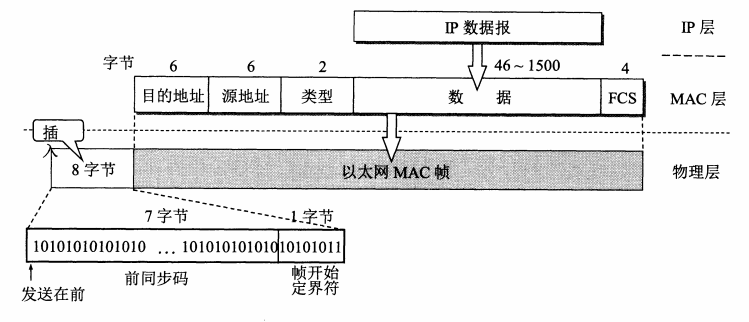 IP 数据报
IP 层
字节
6
6
2
46～1500
4
目的地址
源地址
类型
数 据
FCS
MAC 层
插
8 字节
以太网 MAC 帧
物理层
7 字节
1 字节
10101010101010 … 10101010101010101011
前同步码
帧开始
定界符
发送在前